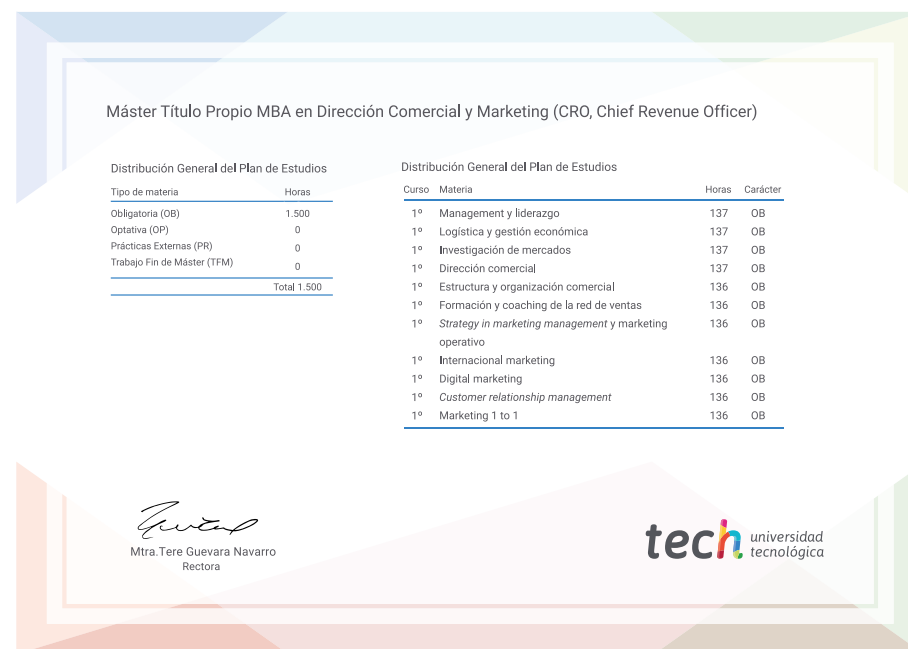 Máster Título Propio MBA en Dirección Comercial y Marketing (CRO, Chief Revenue Officer)
Distribución General del Plan de Estudios
Tipo de materia Horas
Obligatoria (OB) 1.500
Optativa (OP) 0
Prácticas Externas (PR) 0
Trabajo Fin de Máster (TFM) 0
Total 1.500
Distribución General del Plan de Estudios
Curso Materia Horas Carácter
1º Management y liderazgo 137 OB
1º Logística y gestión económica 137 OB
1º Investigación de mercados 137 OB
1º Dirección comercial 137 OB
1º Estructura y organización comercial 136 OB
1º Formación y coaching de la red de ventas 136 OB
1º Strategy in marketing management y marketing 136 OB
operativo
1º Internacional marketing 136 OB
1º Digital marketing 136 OB
1º Customer relationship management 136 OB
1º Marketing 1 to 1 136 OB
Mtra.Tere Guevara Navarro
Rectora
tech universidad
tecnológica